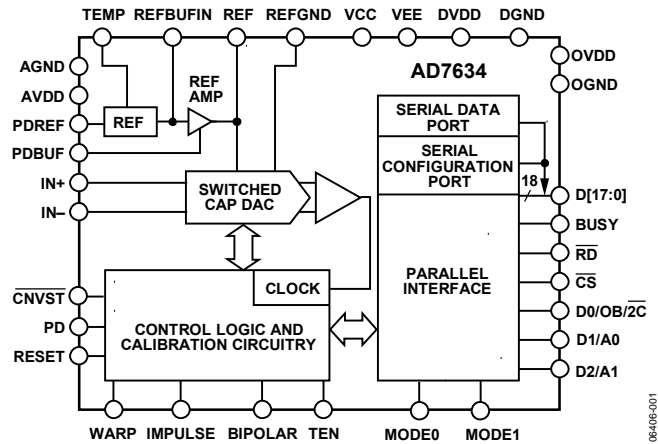 TEMP REFBUFIN REF REFGND VCC VEE DVDD DGND
AGND
AVDD
PDREF
PDBUF
IN+
IN–
CNVST
PD
RESET
REF
REF
AMP
SWITCHED
CAP DAC
CLOCK
CONTROL LOGIC AND
CALIBRATION CIRCUITRY
AD7634
SERIAL DATA
PORT
SERIAL
CONFIGURATION
PORT
18
PARALLEL
INTERFACE
OVDD
OGND
D[17:0]
BUSY
RD
CS
D0/OB/2C
D1/A0
D2/A1
WARP IMPULSE BIPOLAR TEN MODE0 MODE1
06406-001